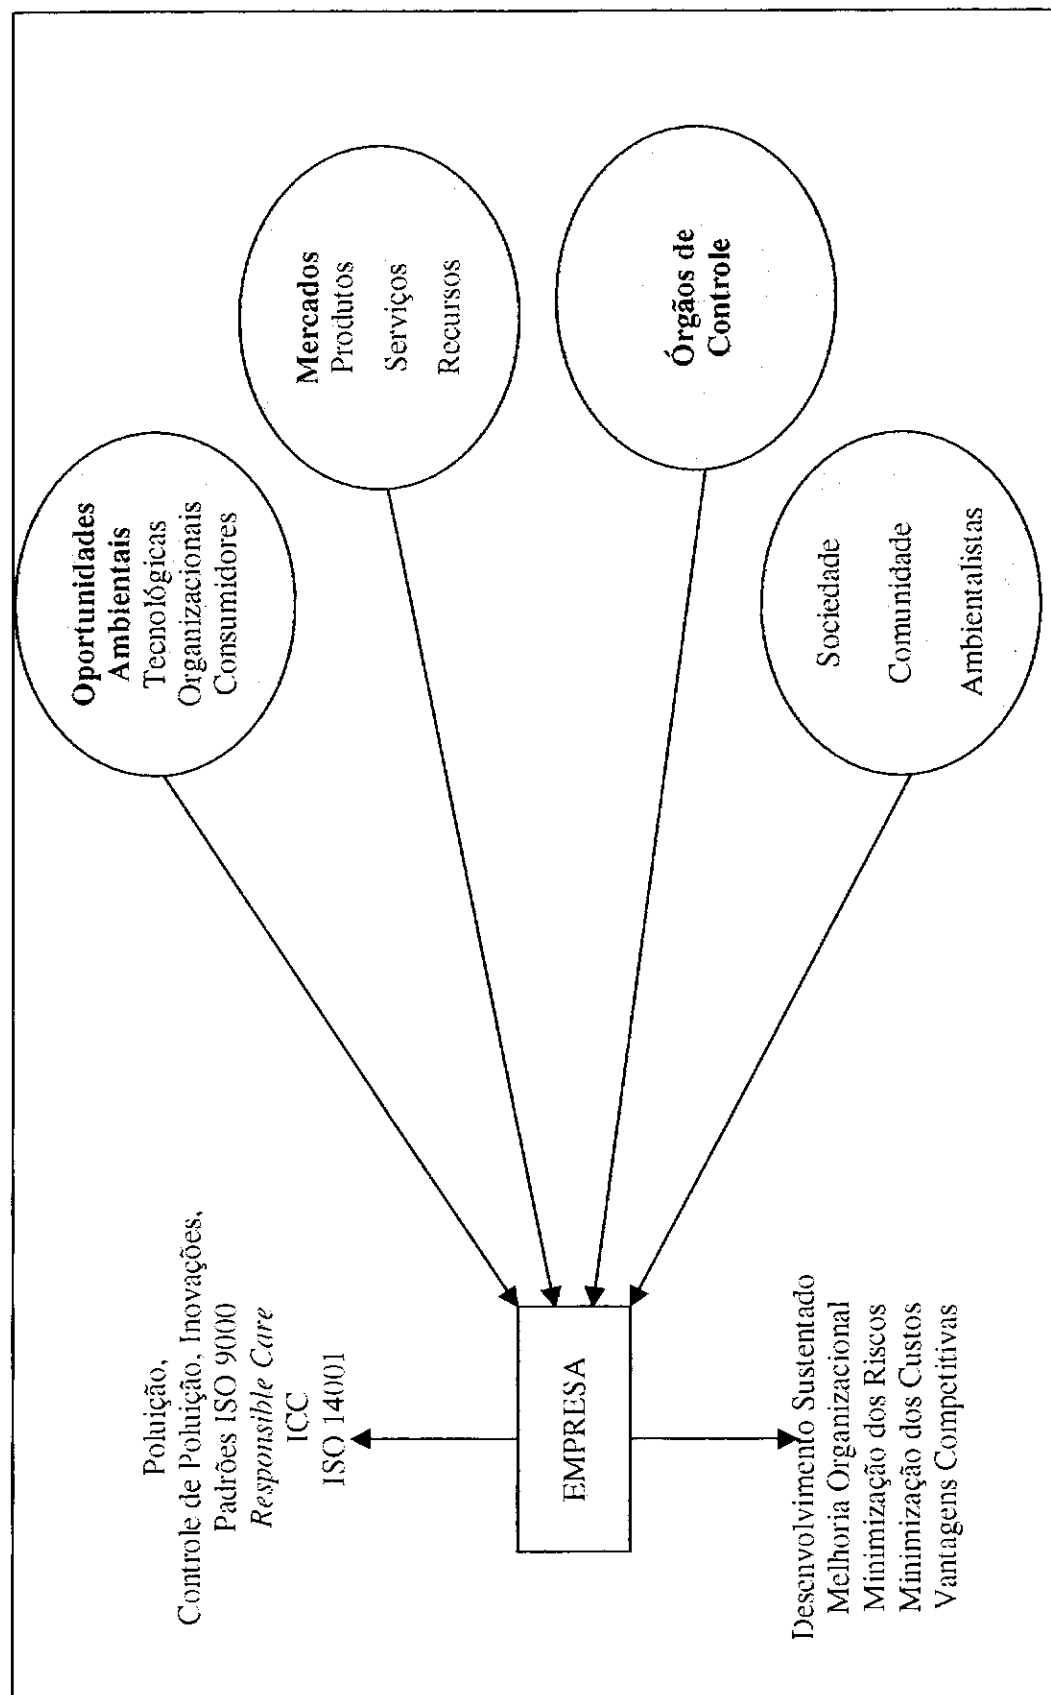 Poluição,
Controle de Poluição, Inovações,
Padrões ISO 9000
Responsible Care
ICC
ISO 14001
EMPRESA
Desenvolvimento Sustentado
Melhoria Organizacional
Minimização dos Riscos
Minimização dos Custos
Vantagens Competitivas
Oportunidades
Ambientais
Tecnológicas
Organizacionais
Consumidores
Mercados
Produtos
Serviços
Recursos
Órgãos de
Controle
Sociedade
Comunidade
Ambientalistas